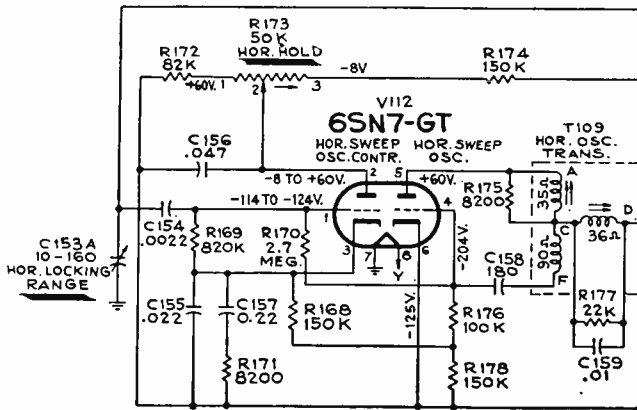 R173
50K
HOR. HOLD
R172
82K
+60V.
1
2
3
-8V
R174
150K
V112
6SN7-GT
HOR. SWEEP
OSC. CONTR.
HOR. SWEEP
OSC.
T109
HOR. OSC.
TRANS.
C156
.047
2
5
-8 TO +60V.
+60V.
R175
8200
35Ω
A
D
C
36Ω
90Ω
F
-114 TO -124V.
1
4
C154
.0022
R169
820K
R170
2.7
MEG.
3
7
8
6
Y
-204V.
C158
180
C153A
10-160
HOR. LOCKING
RANGE
C155
.022
C157
0.22
R168
150K
-125V.
R176
100K
R177
22K
C159
.01
R171
8200
R178
150K